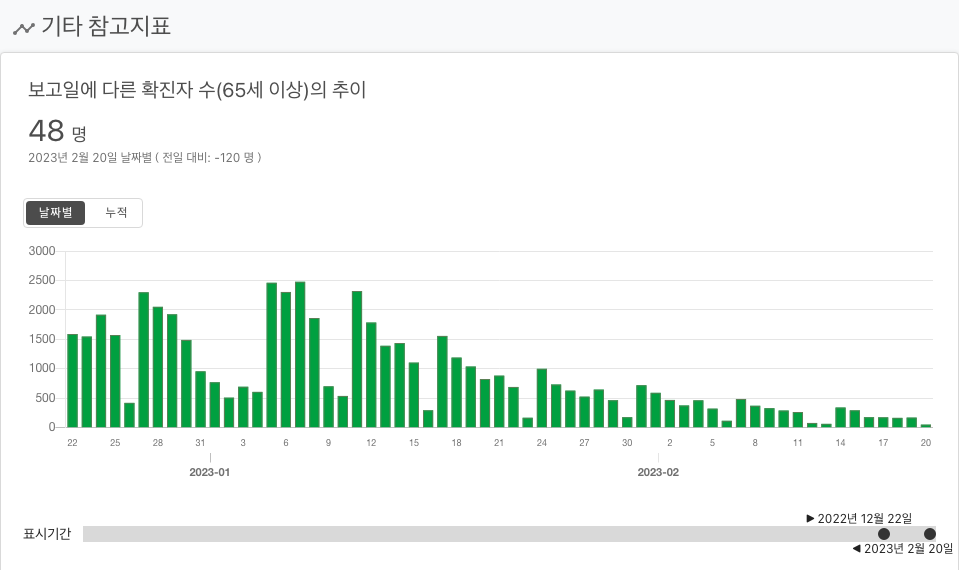 기타 참고지표
보고일에 다른 확진자 수(65세 이상)의 추이
48 명
2023년 2월 20일 날짜별 ( 전일 대비: -120 명 )
날짜별 누적
3000
2500
2000
1500
1000
500
0
22 25 28 31 3 6 9 12 15 18 21 24 27 30 2 5 8 11 14 17 20
2023-01 2023-02
▶ 2022년 12월 22일
표시기간
◀ 2023년 2월 20일